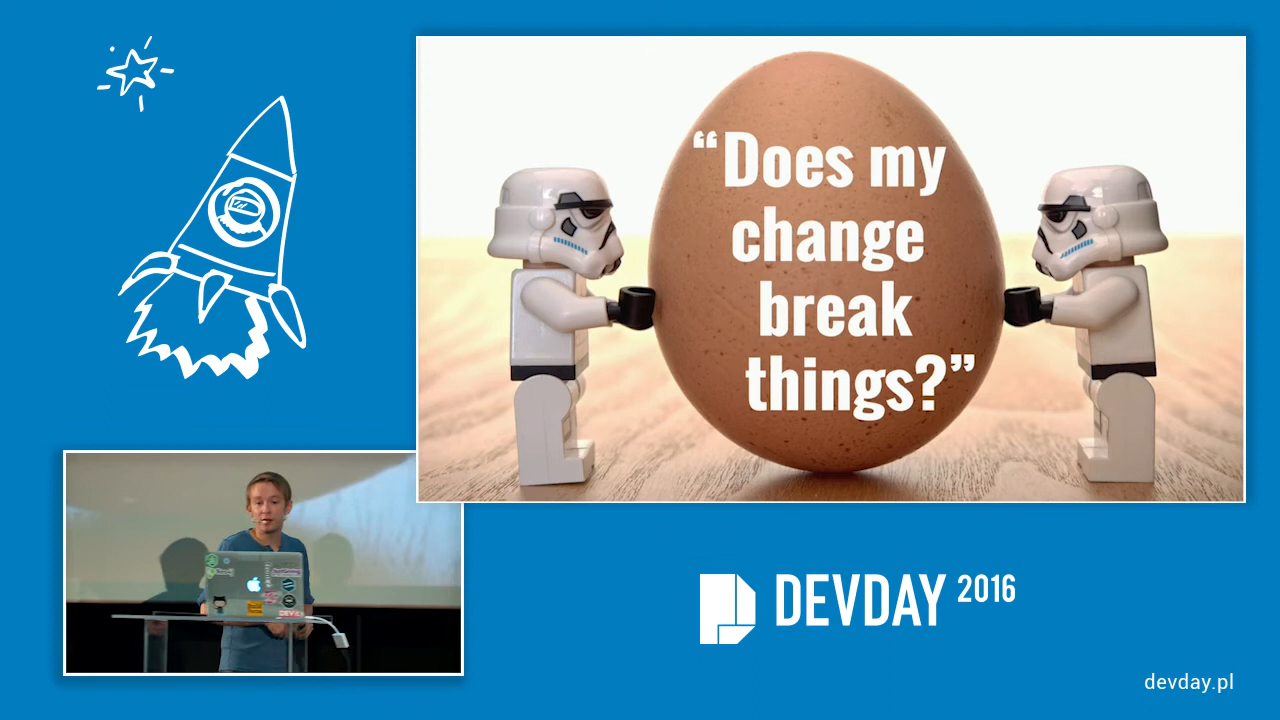 “Does my
change
break
things?”
DEVDAY 2016
devday.pl